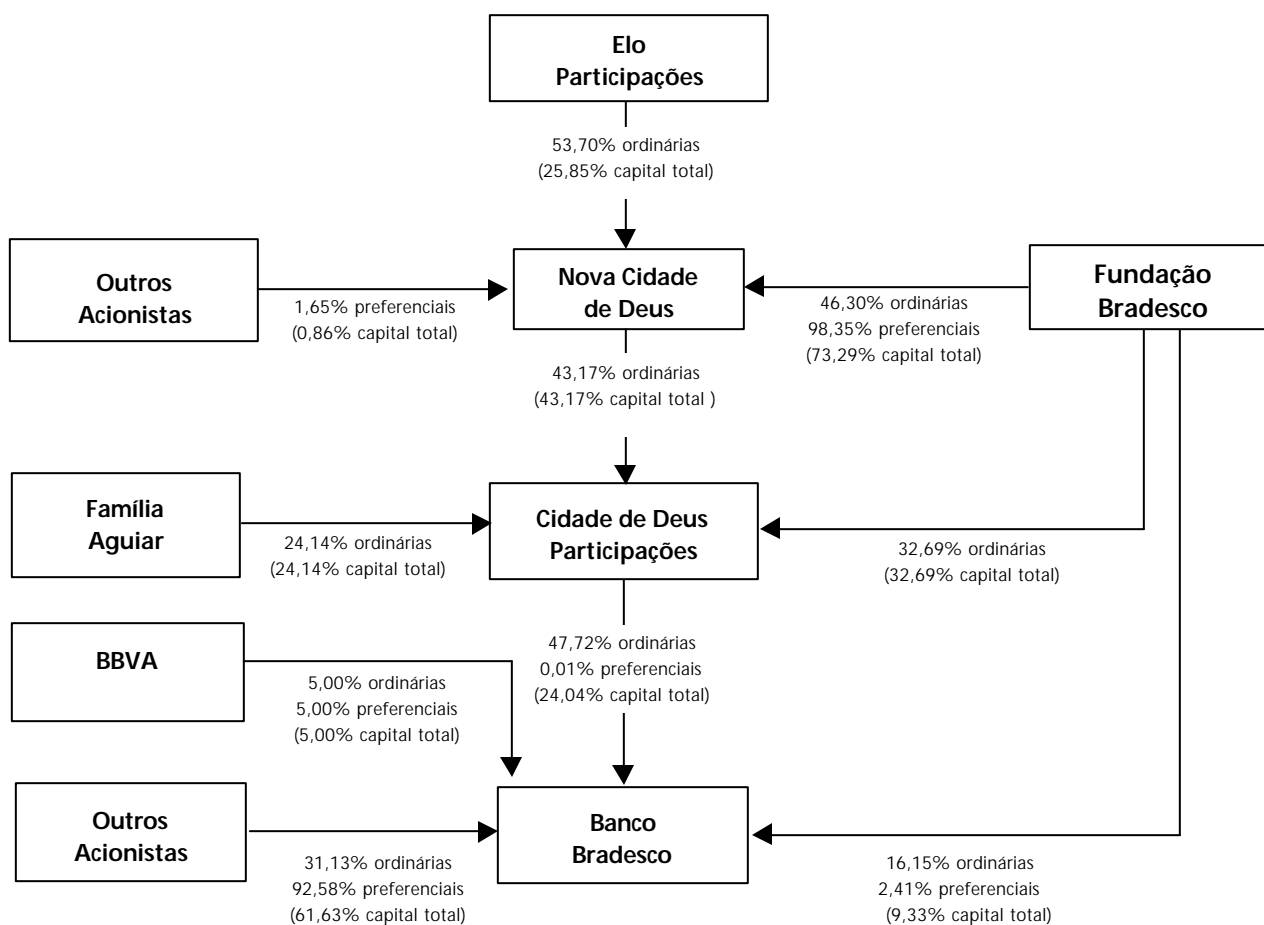 Elo
Participações
53,70% ordinárias
(25,85% capital total)
Outros
Acionistas
1,65% preferenciais
(0,86% capital total)
Nova Cidade
de Deus
46,30% ordinárias
98,35% preferenciais
(73,29% capital total)
Fundação
Bradesco
43,17% ordinárias
(43,17% capital total )
Família
Aguiar
24,14% ordinárias
(24,14% capital total)
Cidade de Deus
Participações
32,69% ordinárias
(32,69% capital total)
BBVA
5,00% ordinárias
5,00% preferenciais
(5,00% capital total)
47,72% ordinárias
0,01% preferenciais
(24,04% capital total)
Outros
Acionistas
31,13% ordinárias
92,58% preferenciais
(61,63% capital total)
Banco
Bradesco
16,15% ordinárias
2,41% preferenciais
(9,33% capital total)